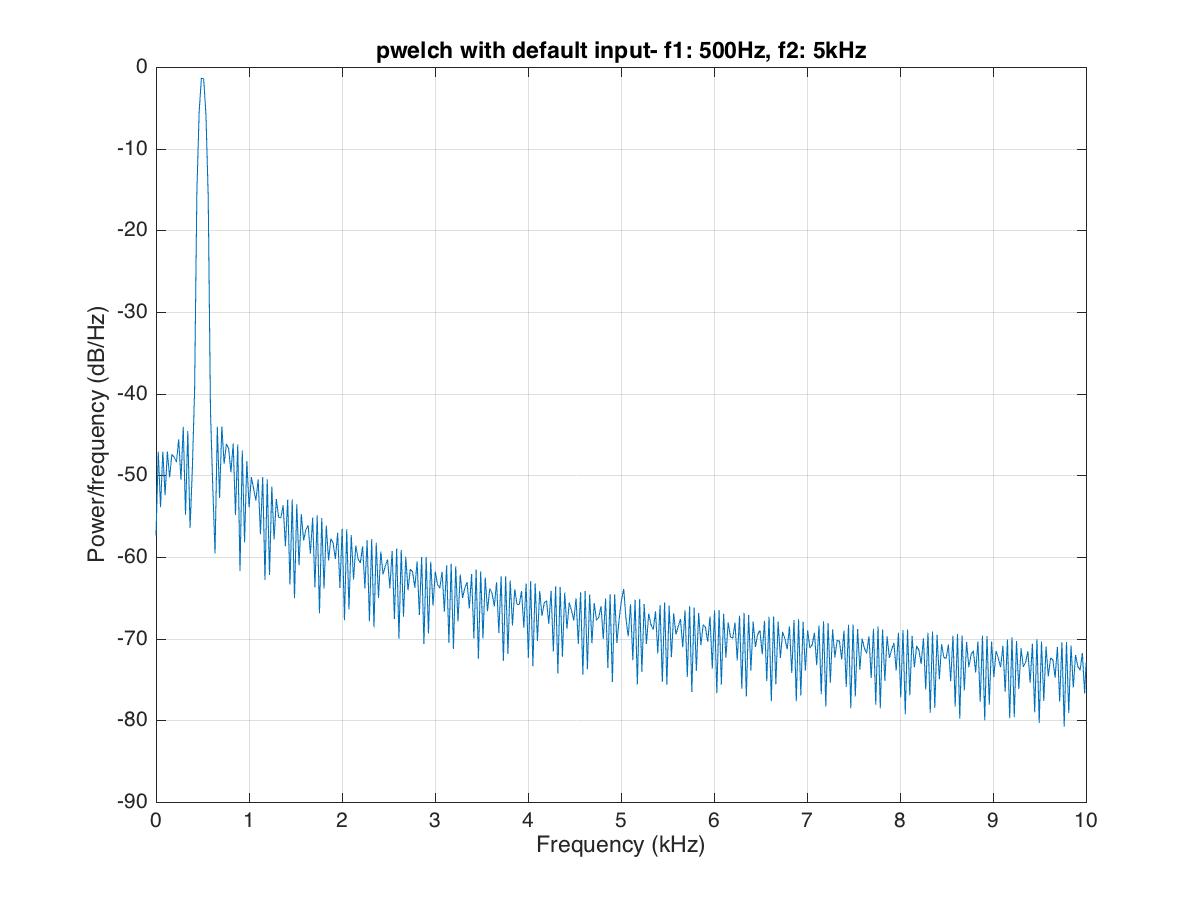 pwelch with default input- f1: 500Hz, f2: 5kHz
0
-10
-20
-30
-40
-50
-60
-70
-80
-90
Power/frequency (dB/Hz)
0 1 2 3 4 5 6 7 8 9 10
Frequency (kHz)